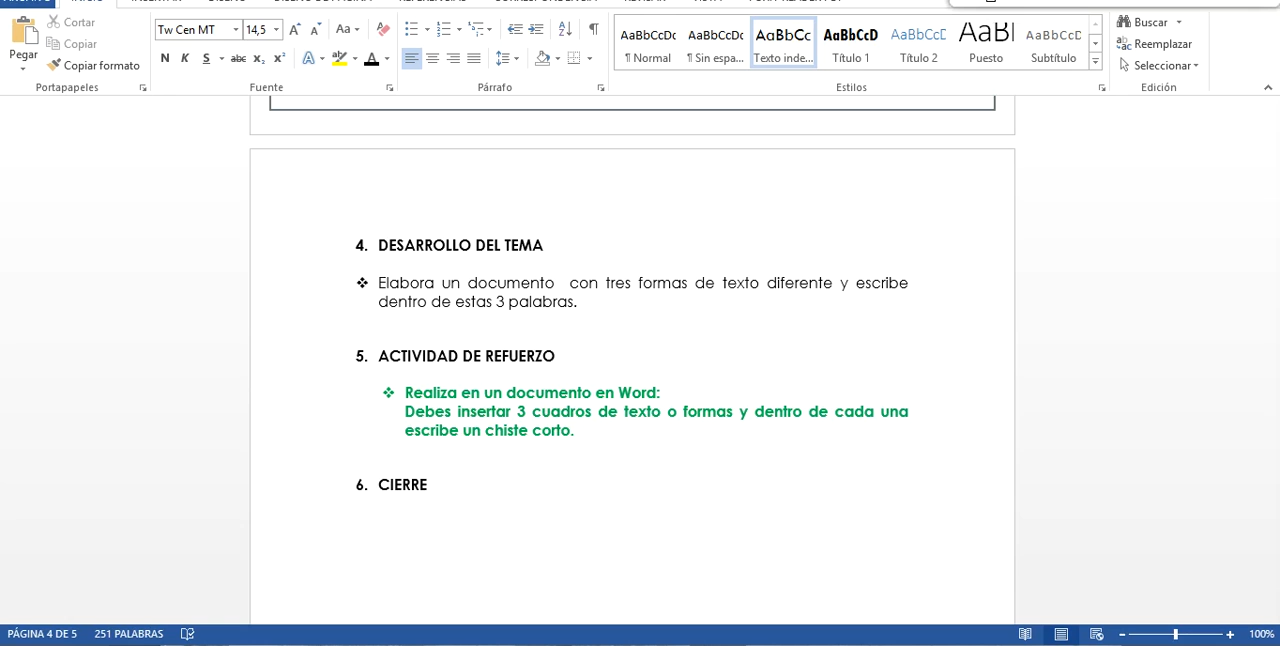 Tw Cen MT 14,5 Aa
Pegar
Cortar
Copiar
Copiar formato
N K S abc x₂ x²
Portapapeles
Fuente
Párrafo
AaBbCcDc AaBbCcDc AaBbCc AaBbCcD AaBbCcD AaBl AaBbCcD
¶ Normal ¶ Sin espa... Texto inde... Título 1 Título 2 Puesto Subtítulo
Estilos
Buscar
Reemplazar
Seleccionar
Edición
4. DESARROLLO DEL TEMA
Elabora un documento con tres formas de texto diferente y escribe
dentro de estas 3 palabras.
5. ACTIVIDAD DE REFUERZO
Realiza en un documento en Word:
Debes insertar 3 cuadros de texto o formas y dentro de cada una
escribe un chiste corto.
6. CIERRE
PÁGINA 4 DE 5 251 PALABRAS
100%